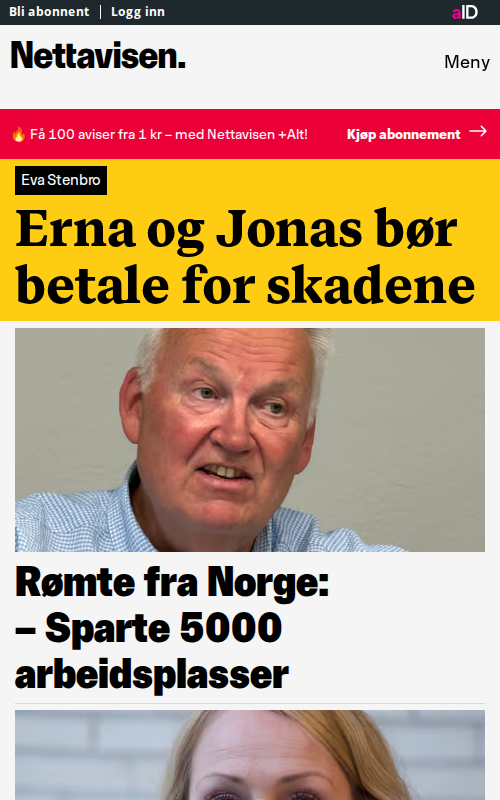 Bli abonnent | Logg inn
aID
Nettavisen.
Meny
🔥 Få 100 aviser fra 1 kr – med Nettavisen +Alt!
Kjøp abonnement →
Eva Stenbro
Erna og Jonas bør
betale for skadene
Rømte fra Norge:
– Sparte 5000
arbeidsplasser